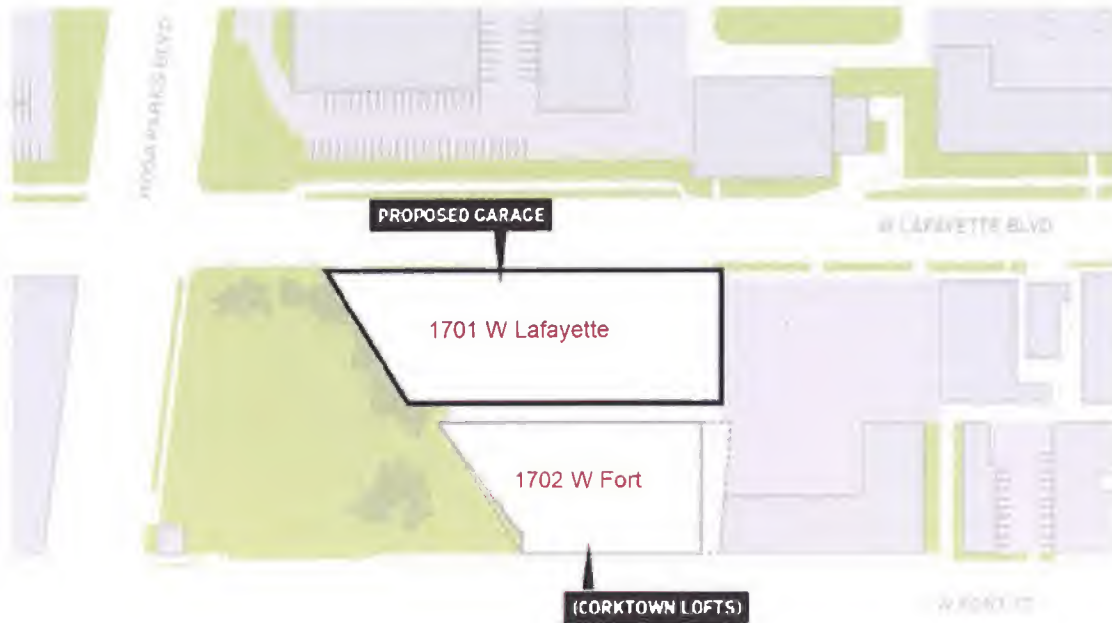 ROSA PARKS BLVD
PROPOSED GARAGE
W LAFAYETTE BLVD
1701 W Lafayette
1702 W Fort
(CORKTOWN LOFTS)
W FORT ST